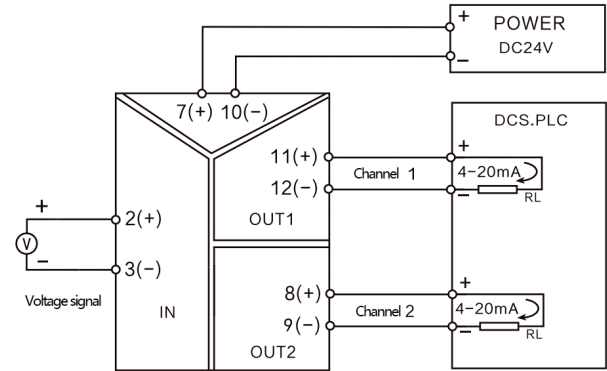 + POWER
DC24V
−
7(+) 10(−)
DCS.PLC
11(+) Channel 1 + 4−20mA
12(−) − RL
OUT1
+ 2(+)
V
− 3(−)
Voltage signal
IN
8(+) Channel 2 + 4−20mA
9(−) − RL
OUT2